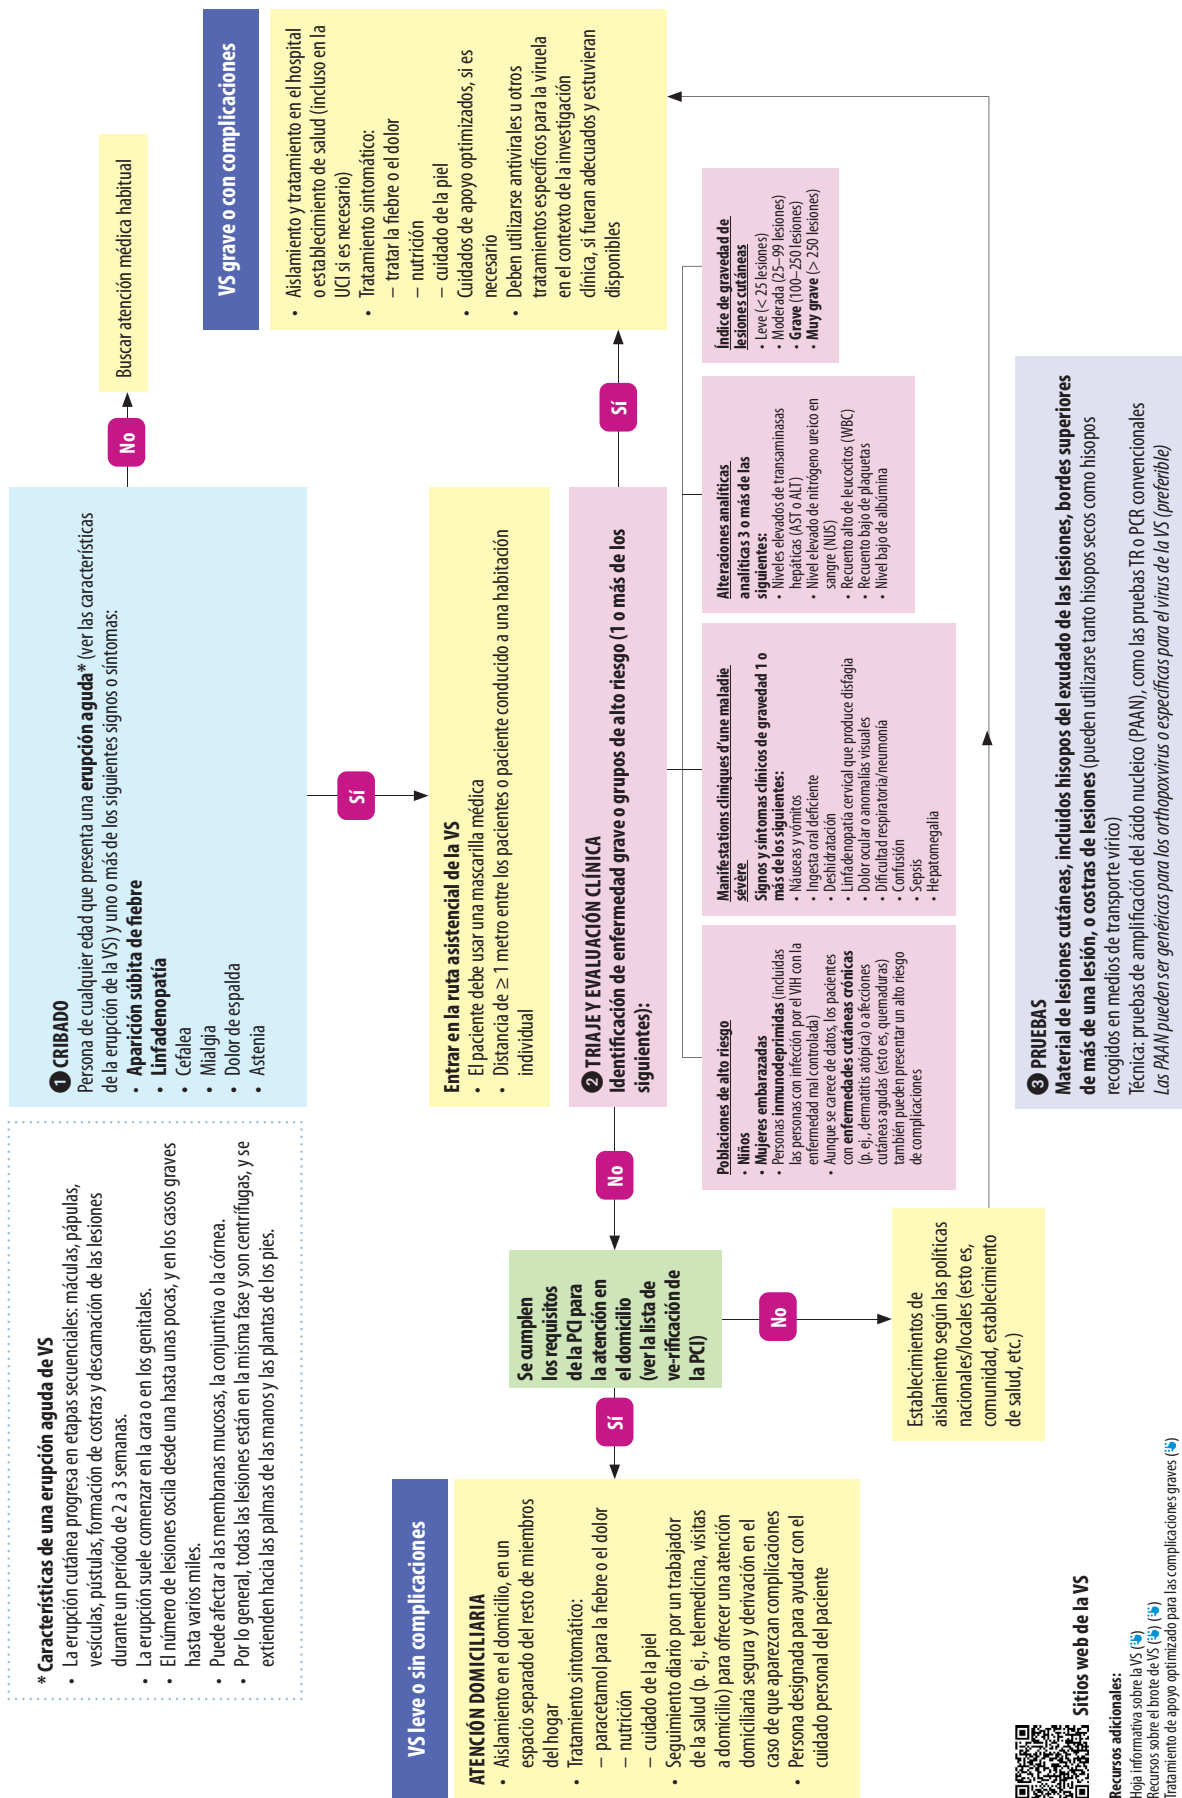 * Características de una erupción aguda de VS
• La erupción cutánea progresa en etapas secuenciales: máculas, pápulas,
vesículas, pústulas, formación de costras y descamación de las lesiones
durante un período de 2 a 3 semanas.
• La erupción suele comenzar en la cara o en los genitales.
• El número de lesiones oscila desde una hasta unas pocas, y en los casos graves
hasta varios miles.
• Puede afectar a las membranas mucosas, la conjuntiva o la córnea.
• Por lo general, todas las lesiones están en la misma fase y son centrífugas, y se
extienden hacia las palmas de las manos y las plantas de los pies.
1 CRIBADO
Persona de cualquier edad que presenta una erupción aguda* (ver las características
de la erupción de la VS) y uno o más de los siguientes signos o síntomas:
• Aparición súbita de fiebre
• Linfadenopatía
• Cefalea
• Mialgia
• Dolor de espalda
• Astenia
No
Buscar atención médica habitual
Sí
Entrar en la ruta asistencial de la VS
• El paciente debe usar una mascarilla médica
• Distancia de ≥ 1 metro entre los pacientes o paciente conducido a una habitación
individual
2 TRIAJE Y EVALUACIÓN CLÍNICA
Identificación de enfermedad grave o grupos de alto riesgo (1 o más de los
siguientes):
No
Sí
VS grave o con complicaciones
• Aislamiento y tratamiento en el hospital
o establecimiento de salud (incluso en la
UCI si es necesario)
• Tratamiento sintomático:
– tratar la fiebre o el dolor
– nutrición
– cuidado de la piel
• Cuidados de apoyo optimizados, si es
necesario
• Deben utilizarse antivirales u otros
tratamientos específicos para la viruela
en el contexto de la investigación
clínica, si fueran adecuados y estuvieran
disponibles
Poblaciones de alto riesgo
• Niños
• Mujeres embarazadas
• Personas inmunodeprimidas (incluidas
las personas con infección por el VIH con la
enfermedad mal controlada)
• Aunque se carece de datos, los pacientes
con enfermedades cutáneas crónicas
(p. ej., dermatitis atópica) o afecciones
cutáneas agudas (esto es, quemaduras)
también pueden presentar un alto riesgo
de complicaciones
Manifestations cliniques d'une maladie
sévère
Signos y síntomas clínicos de gravedad 1 o
más de los siguientes:
• Náuseas y vómitos
• Ingesta oral deficiente
• Deshidratación
• Linfadenopatía cervical que produce disfagia
• Dolor ocular o anomalías visuales
• Dificultad respiratoria/neumonía
• Confusión
• Sepsis
• Hepatomegalia
Alteraciones analíticas
analíticas 3 o más de las
siguientes:
• Niveles elevados de transaminasas
hepáticas (AST o ALT)
• Nivel elevado de nitrógeno ureico en
sangre (NUS)
• Recuento alto de leucocitos (WBC)
• Recuento bajo de plaquetas
• Nivel bajo de albúmina
Índice de gravedad de
lesiones cutáneas
• Leve (< 25 lesiones)
• Moderada (25–99 lesiones)
• Grave (100–250 lesiones)
• Muy grave (> 250 lesiones)
Se cumplen
los requisitos
de la PCI para
la atención en
el domicilio
(ver la lista de
ve-rificación de
la PCI)
Sí
No
VS leve o sin complicaciones
ATENCIÓN DOMICILIARIA
• Aislamiento en el domicilio, en un
espacio separado del resto de miembros
del hogar
• Tratamiento sintomático:
– paracetamol para la fiebre o el dolor
– nutrición
– cuidado de la piel
• Seguimiento diario por un trabajador
de la salud (p. ej., telemedicina, visitas
a domicilio) para ofrecer una atención
domiciliaria segura y derivación en el
caso de que aparezcan complicaciones
• Persona designada para ayudar con el
cuidado personal del paciente
Establecimientos de
aislamiento según las políticas
nacionales/locales (esto es,
comunidad, establecimiento
de salud, etc.)
3 PRUEBAS
Material de lesiones cutáneas, incluidos hisopos del exudado de las lesiones, bordes superiores
de más de una lesión, o costras de lesiones (pueden utilizarse tanto hisopos secos como hisopos
recogidos en medios de transporte vírico)
Técnica: pruebas de amplificación del ácido nucleico (PAAN), como las pruebas TR o PCR convencionales
Las PAAN pueden ser genéricas para los orthopoxvirus o específicas para el virus de la VS (preferible)
Sitios web de la VS
Recursos adicionales:
Hoja informativa sobre la VS ()
Recursos sobre el brote de VS () ()
Tratamiento de apoyo optimizado para las complicaciones graves ()